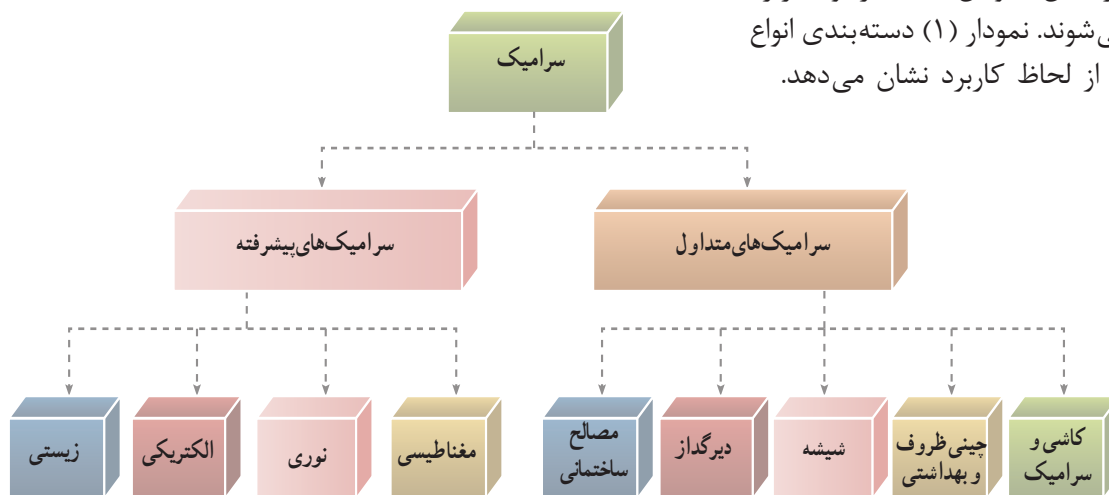 می‌شوند. نمودار (۱) دسته‌بندی انواع
از لحاظ کاربرد نشان می‌دهد.
سرامیک
سرامیک‌های‌متداول
سرامیک‌های‌پیشرفته
کاشی و
سرامیک
چینی‌ظروف
و بهداشتی
شیشه
دیرگداز
مصالح
ساختمانی
مغناطیسی
نوری
الکتریکی
زیستی